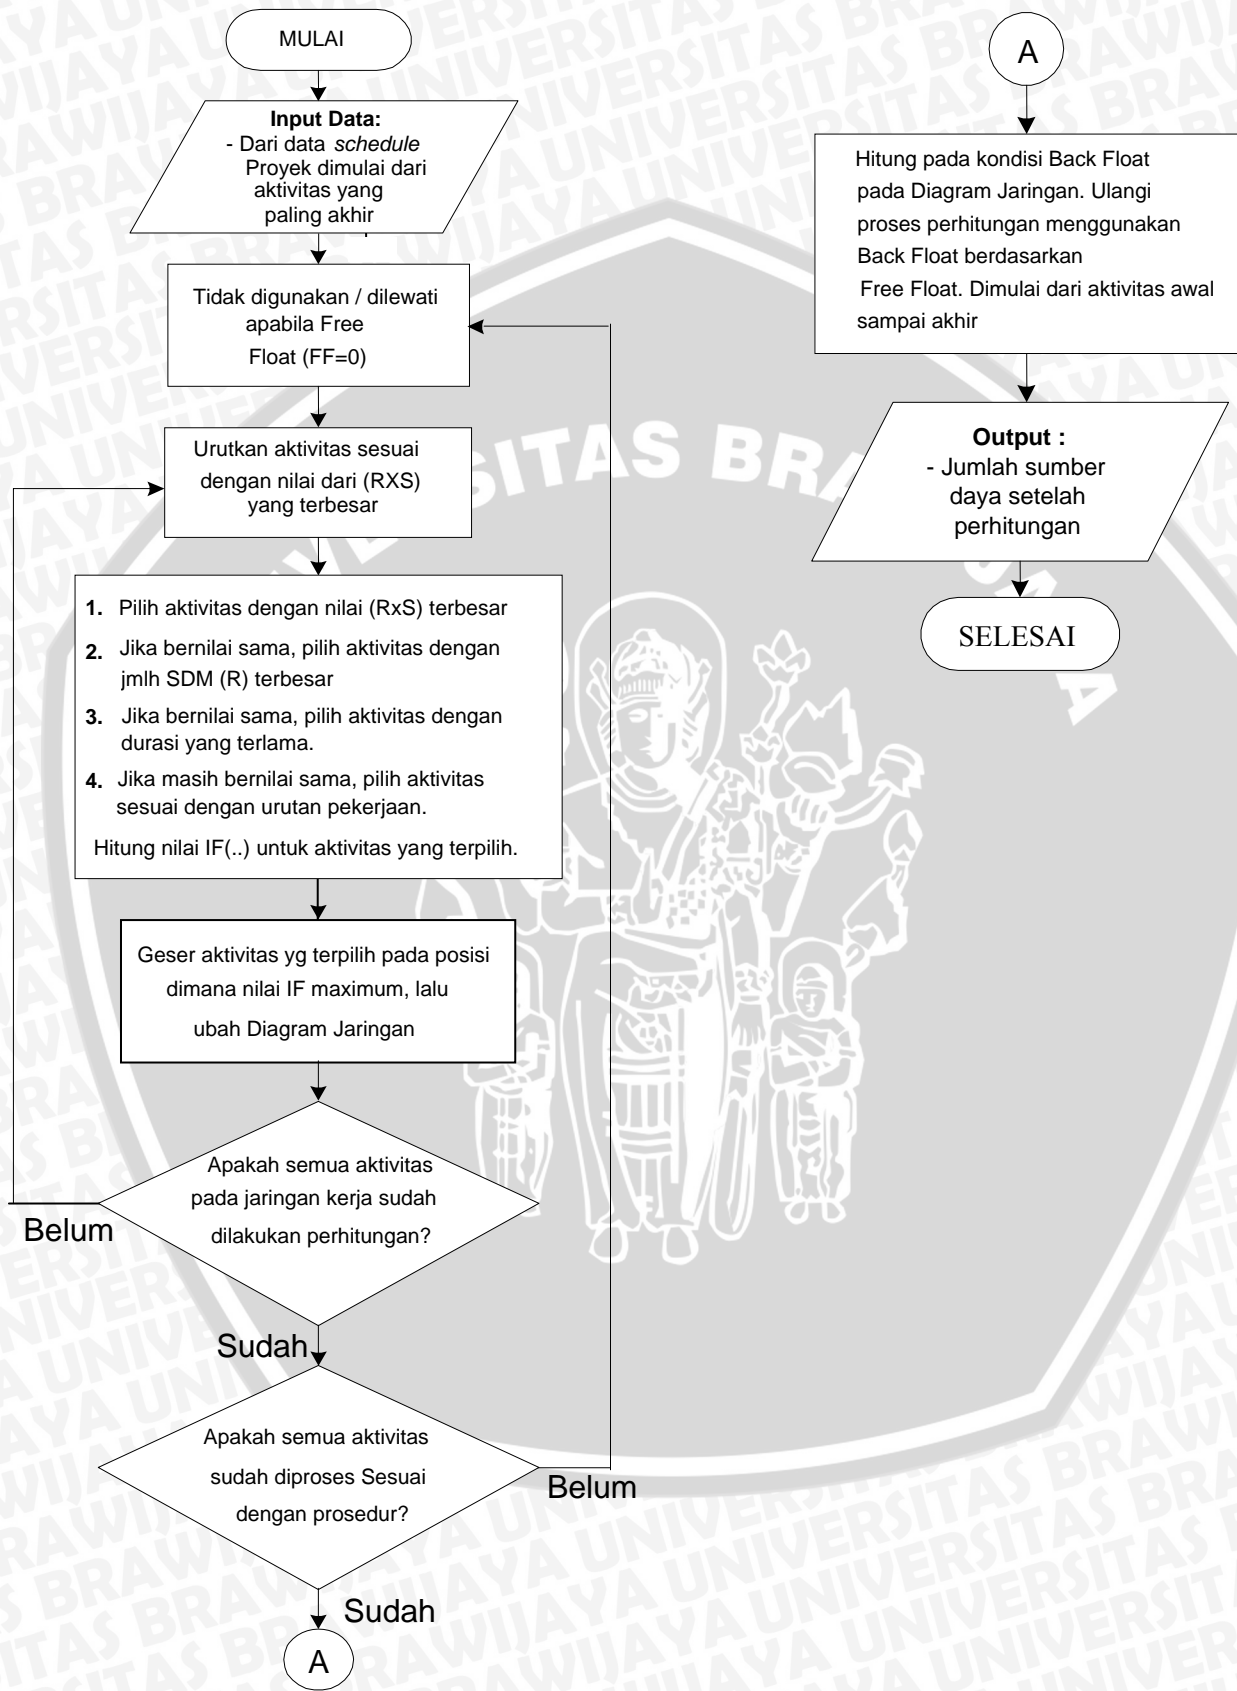 MULAI
Input Data:
- Dari data schedule
Proyek dimulai dari
aktivitas yang
paling akhir
Tidak digunakan / dilewati
apabila Free
Float (FF=0)
Urutkan aktivitas sesuai
dengan nilai dari (RXS)
yang terbesar
1. Pilih aktivitas dengan nilai (RxS) terbesar
2. Jika bernilai sama, pilih aktivitas dengan
jmlh SDM (R) terbesar
3. Jika bernilai sama, pilih aktivitas dengan
durasi yang terlama.
4. Jika masih bernilai sama, pilih aktivitas
sesuai dengan urutan pekerjaan.
Hitung nilai IF(..) untuk aktivitas yang terpilih.
Geser aktivitas yg terpilih pada posisi
dimana nilai IF maximum, lalu
ubah Diagram Jaringan
Apakah semua aktivitas
pada jaringan kerja sudah
dilakukan perhitungan?
Belum
Sudah
Apakah semua aktivitas
sudah diproses Sesuai
dengan prosedur?
Belum
Sudah
A
A
Hitung pada kondisi Back Float
pada Diagram Jaringan. Ulangi
proses perhitungan menggunakan
Back Float berdasarkan
Free Float. Dimulai dari aktivitas awal
sampai akhir
Output :
- Jumlah sumber
daya setelah
perhitungan
SELESAI